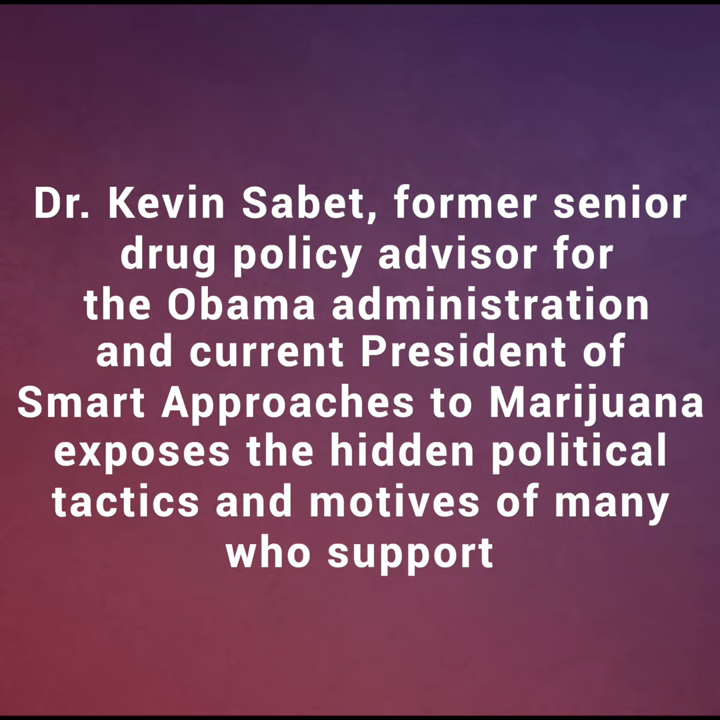 Dr. Kevin Sabet, former senior
drug policy advisor for
the Obama administration
and current President of
Smart Approaches to Marijuana
exposes the hidden political
tactics and motives of many
who support